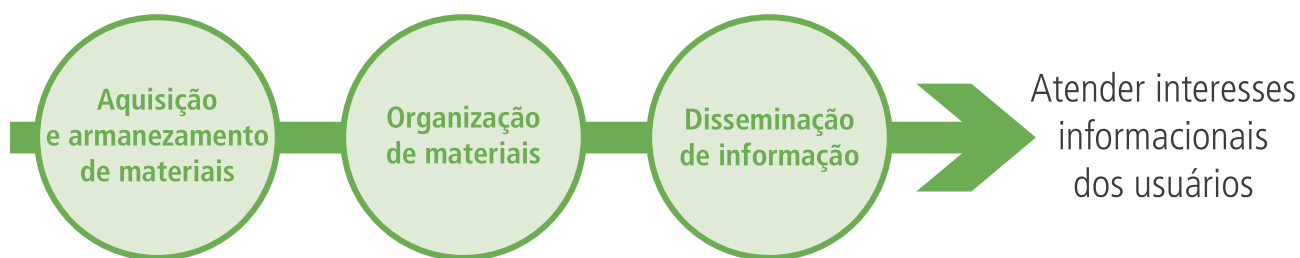 Aquisição
e armanezamento
de materiais
Organização
de materiais
Disseminação
de informação
Atender interesses
informacionais
dos usuários